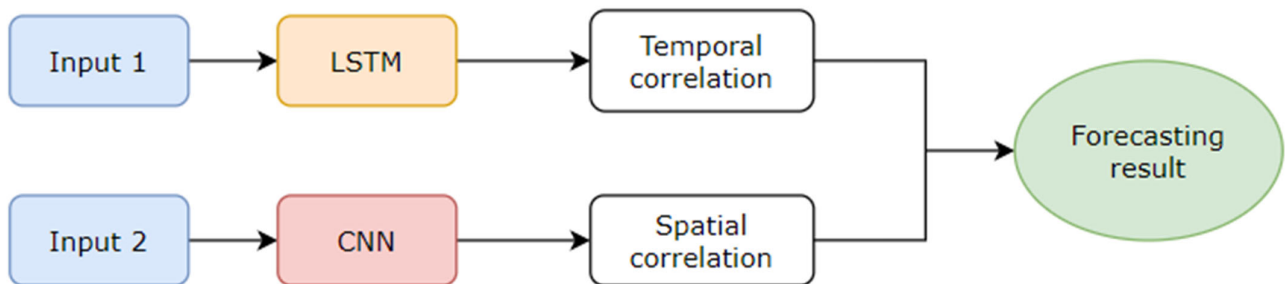 Input 1
LSTM
Temporal
correlation
Forecasting
result
Input 2
CNN
Spatial
correlation